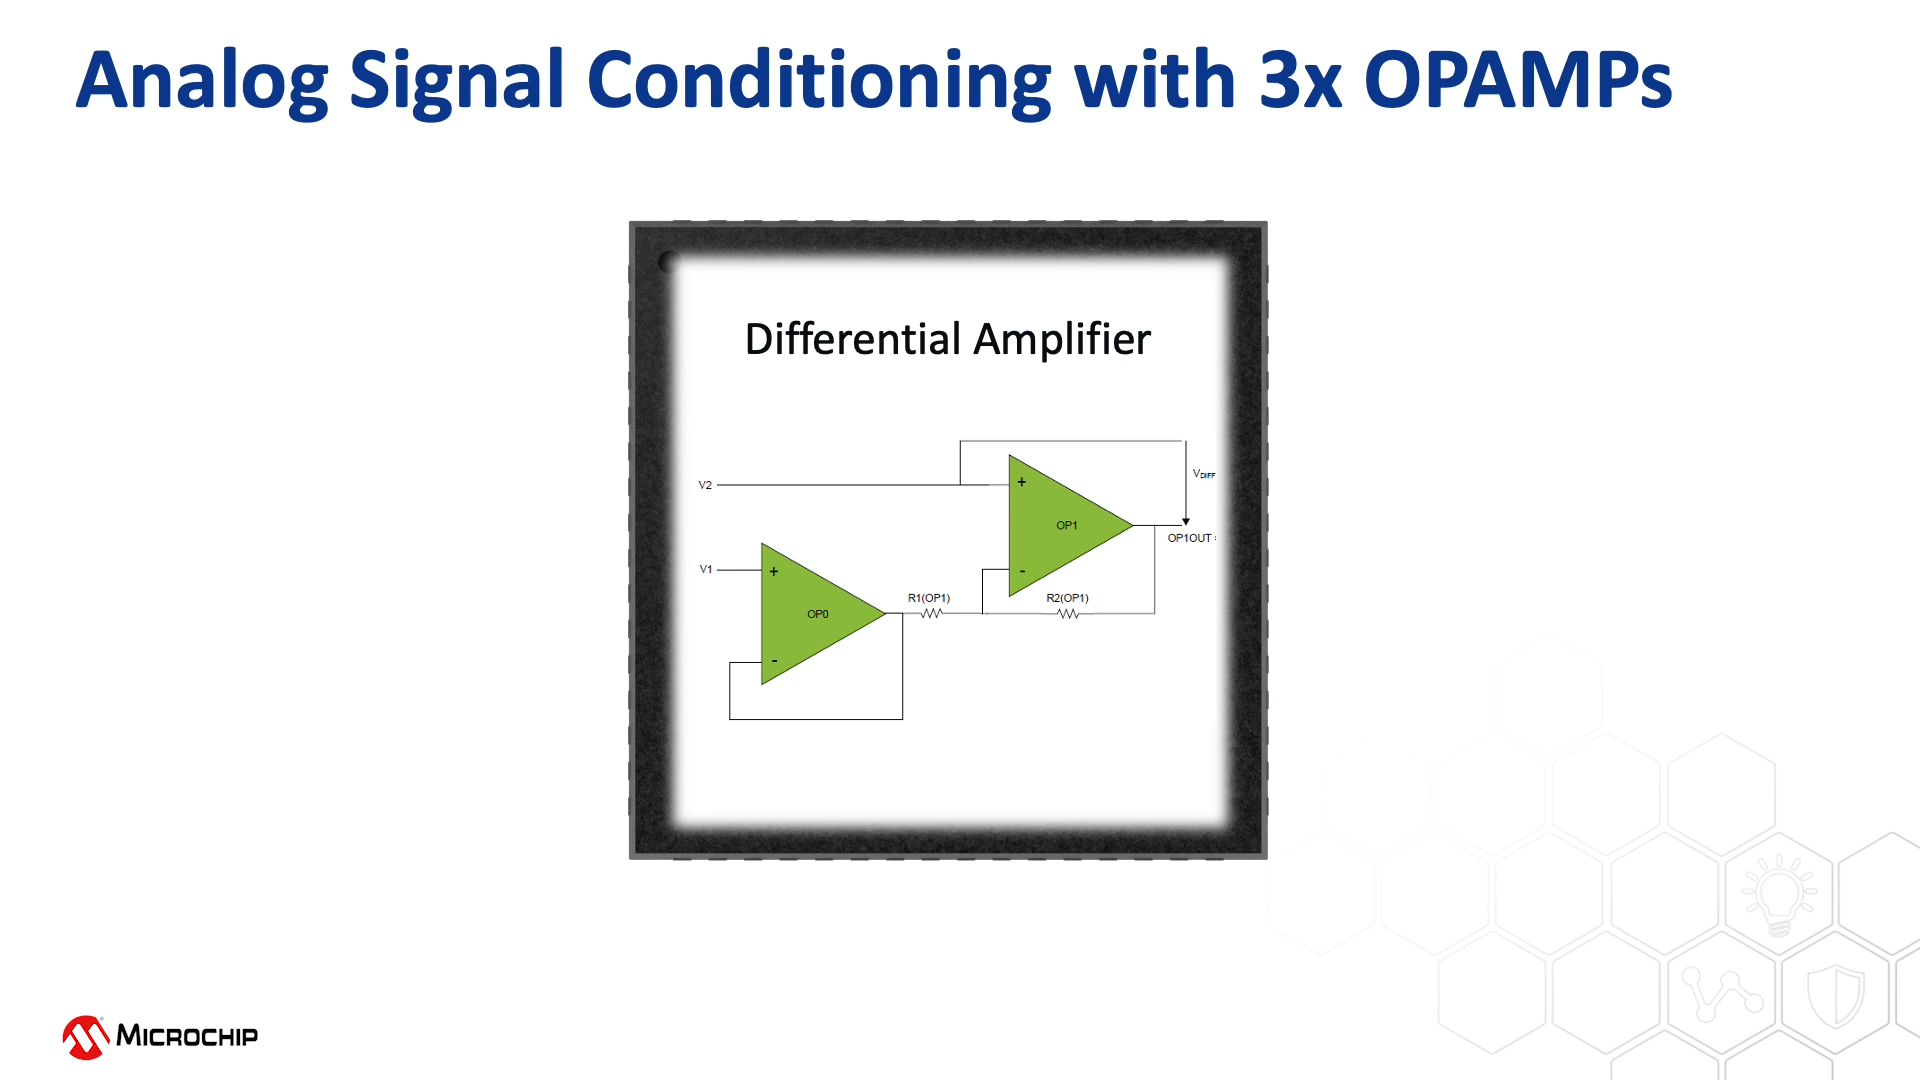 Analog Signal Conditioning with 3x OPAMPs
Differential Amplifier
V2
+
OP1
-
VDIFF
OP1OUT :
V1
+
OP0
-
R1(OP1)
R2(OP1)
MICROCHIP